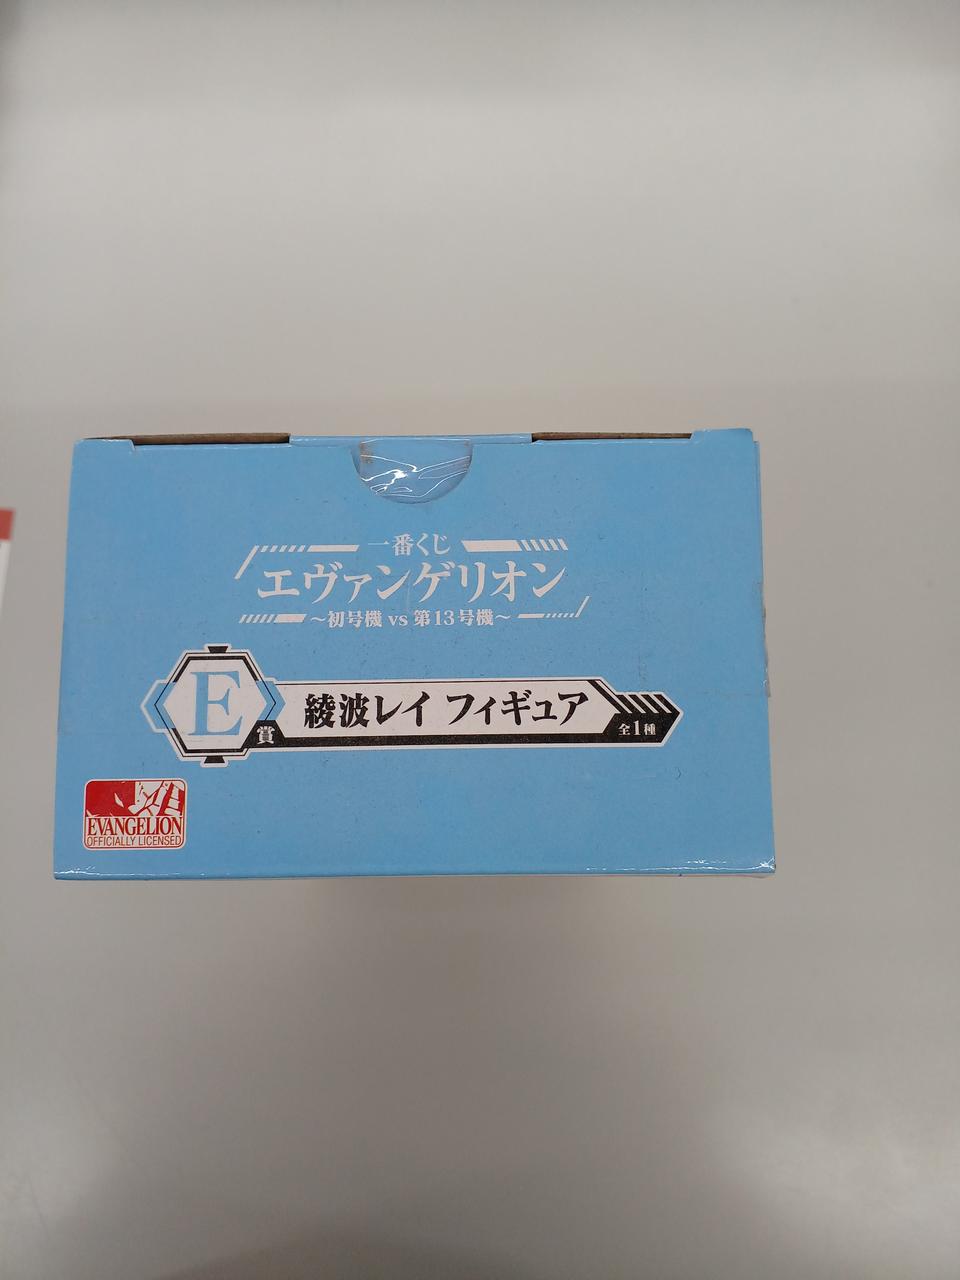 一番くじ
エヴァンゲリオン
～初号機 vs 第13号機～
E賞
綾波レイ フィギュア
全1種
EVANGELION
OFFICIALLY LICENSED